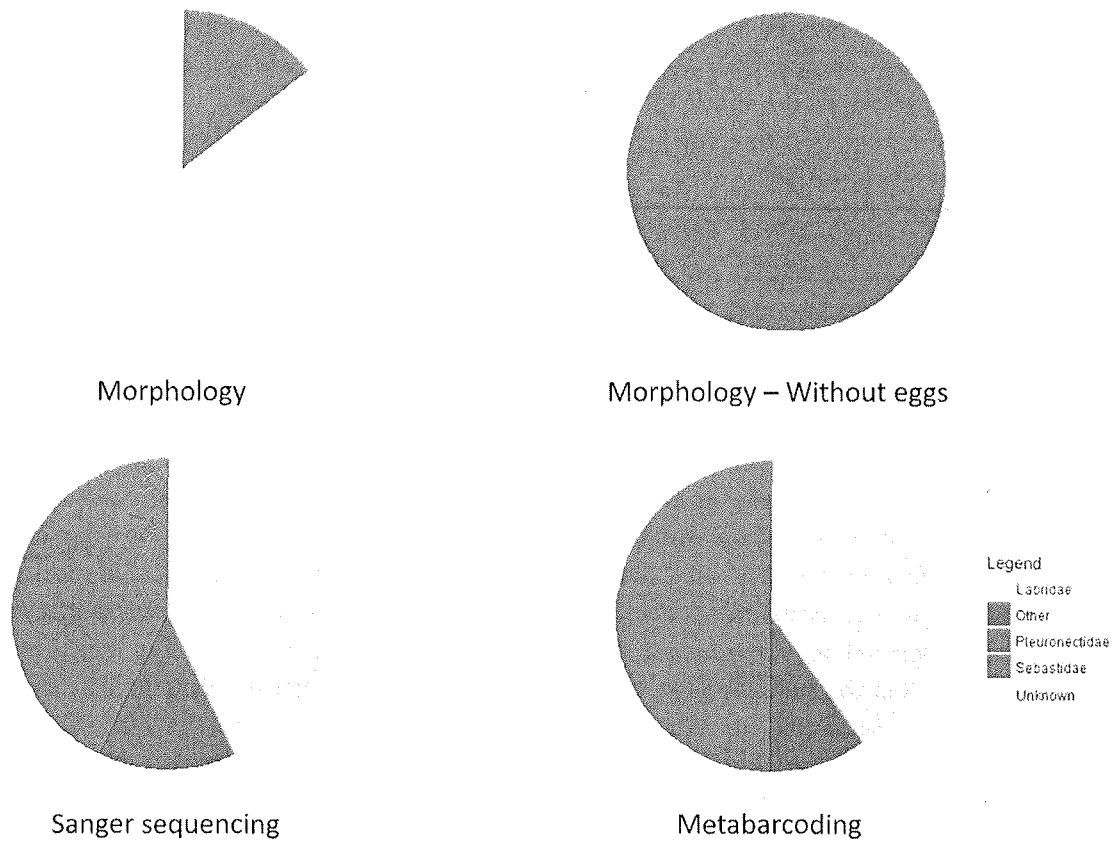 Morphology
Morphology – Without eggs
Sanger sequencing
Metabarcoding
Legend
Labridae
Other
Pleuronectidae
Sebastidae
Unknown